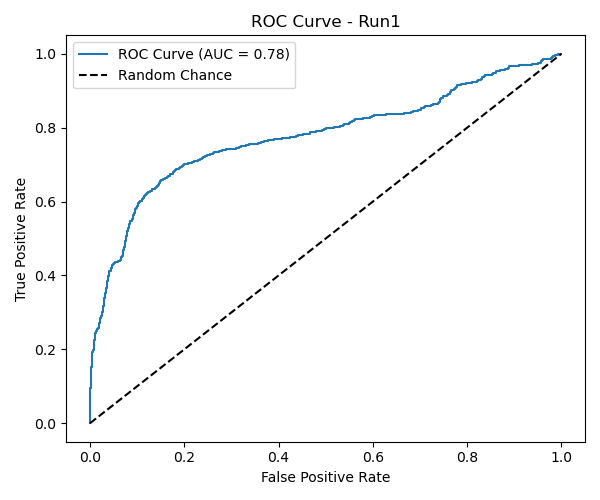 ROC Curve - Run1
ROC Curve (AUC = 0.78)
Random Chance
True Positive Rate
1.0
0.8
0.6
0.4
0.2
0.0
0.0 0.2 0.4 0.6 0.8 1.0
False Positive Rate